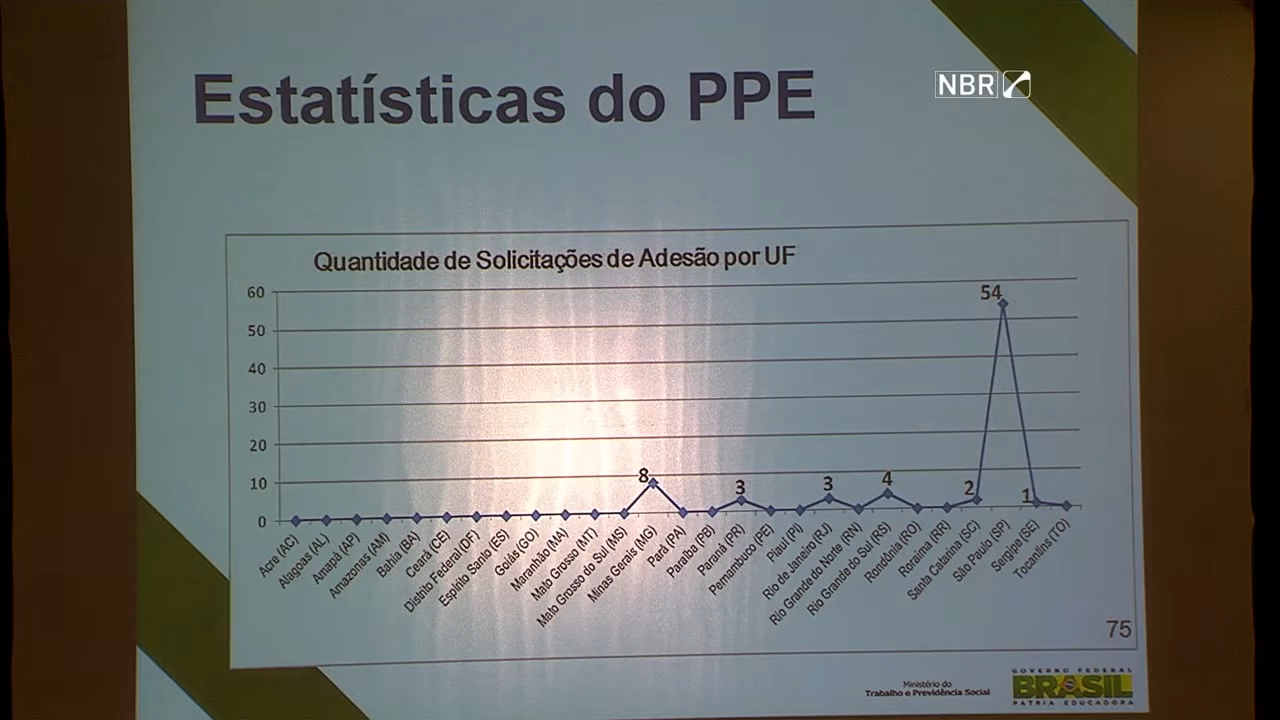 Estatísticas do PPE
NBR
Quantidade de Solicitações de Adesão por UF
60
50
40
30
20
10
0
8
3
3
4
2
54
1
Acre (AC)
Alagoas (AL)
Amapá (AP)
Amazonas (AM)
Bahia (BA)
Ceará (CE)
Distrito Federal (DF)
Espírito Santo (ES)
Goiás (GO)
Maranhão (MA)
Mato Grosso (MT)
Mato Grosso do Sul (MS)
Minas Gerais (MG)
Pará (PA)
Paraíba (PB)
Paraná (PR)
Pernambuco (PE)
Piauí (PI)
Rio de Janeiro (RJ)
Rio Grande do Norte (RN)
Rio Grande do Sul (RS)
Rondônia (RO)
Roraima (RR)
Santa Catarina (SC)
São Paulo (SP)
Sergipe (SE)
Tocantins (TO)
75
Ministério do
Trabalho e Previdência Social
GOVERNO FEDERAL
BRASIL
PÁTRIA EDUCADORA